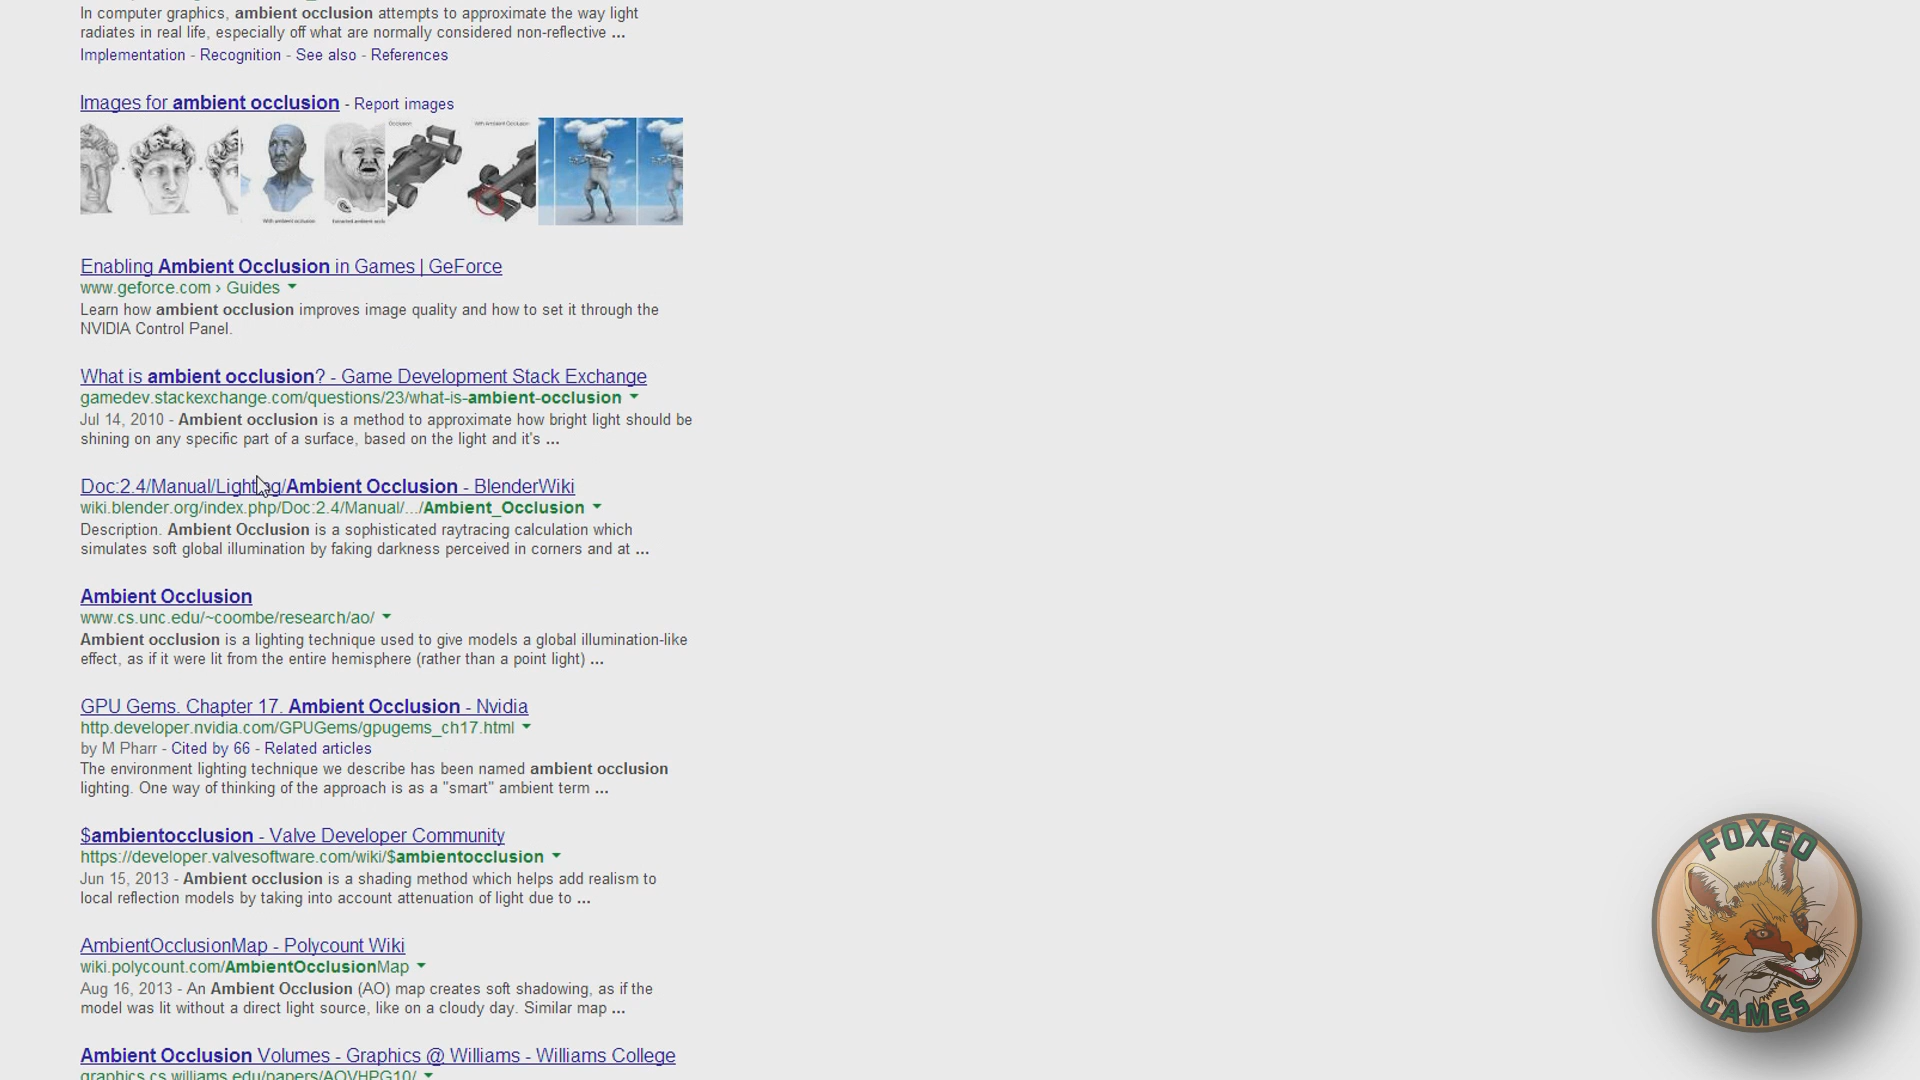 In computer graphics, ambient occlusion attempts to approximate the way light
radiates in real life, especially off what are normally considered non-reflective ...
Implementation - Recognition - See also - References
Images for ambient occlusion - Report images
Occlusion
With Ambient Occlusion
With ambient occlusion
Enabling Ambient Occlusion in Games | GeForce
www.geforce.com › Guides
Learn how ambient occlusion improves image quality and how to set it through the
NVIDIA Control Panel.
What is ambient occlusion? - Game Development Stack Exchange
gamedev.stackexchange.com/questions/23/what-is-ambient-occlusion
Jul 14, 2010 - Ambient occlusion is a method to approximate how bright light should be
shining on any specific part of a surface, based on the light and it's ...
Doc:2.4/Manual/Lighting/Ambient Occlusion - BlenderWiki
wiki.blender.org/index.php/Doc:2.4/Manual/.../Ambient_Occlusion
Description. Ambient Occlusion is a sophisticated raytracing calculation which
simulates soft global illumination by faking darkness perceived in corners and at ...
Ambient Occlusion
www.cs.unc.edu/~coombe/research/ao/
Ambient occlusion is a lighting technique used to give models a global illumination-like
effect, as if it were lit from the entire hemisphere (rather than a point light) ...
GPU Gems. Chapter 17. Ambient Occlusion - Nvidia
http.developer.nvidia.com/GPUGems/gpugems_ch17.html
by M Pharr - Cited by 66 - Related articles
The environment lighting technique we describe has been named ambient occlusion
lighting. One way of thinking of the approach is as a "smart" ambient term ...
$ambientocclusion - Valve Developer Community
https://developer.valvesoftware.com/wiki/$ambientocclusion
Jun 15, 2013 - Ambient occlusion is a shading method which helps add realism to
local reflection models by taking into account attenuation of light due to ...
AmbientOcclusionMap - Polycount Wiki
wiki.polycount.com/AmbientOcclusionMap
Aug 16, 2013 - An Ambient Occlusion (AO) map creates soft shadowing, as if the
model was lit without a direct light source, like on a cloudy day. Similar map ...
Ambient Occlusion Volumes - Graphics @ Williams - Williams College
graphics.cs.williams.edu/papers/AOVHPG10/
FOXEO
GAMES